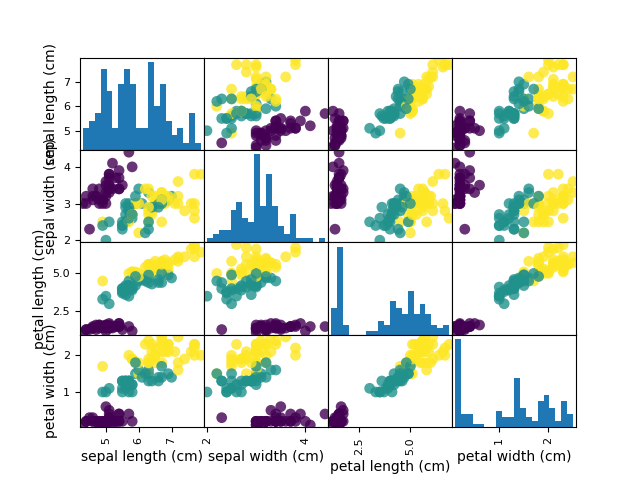 sepal length (cm)
7
6
5
sepal width (cm)
4
3
2
petal length (cm)
5.0
2.5
petal width (cm)
2
1
5 6 7 2 4 2.5 5.0 1 2
sepal length (cm) sepal width (cm) petal length (cm) petal width (cm)